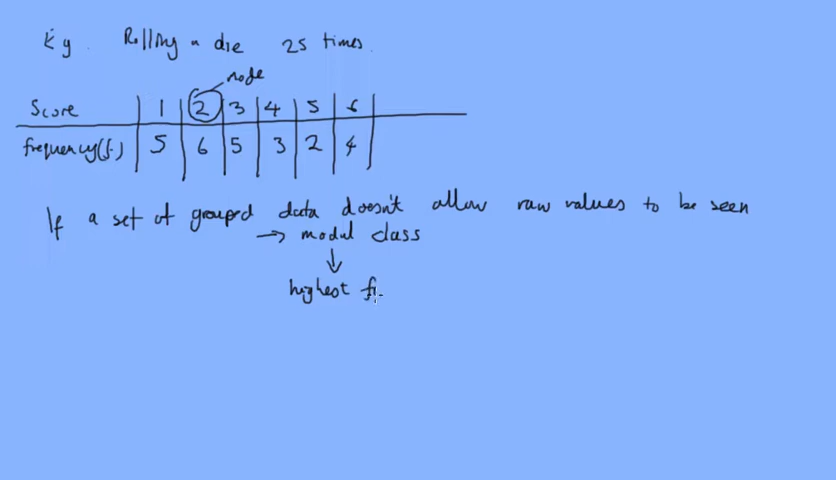 Eg. Rolling a die 25 times.
mode
Score 1 2 3 4 5 6
frequency(f) 5 6 5 3 2 4
If a set of grouped data doesn't allow raw values to be seen
→ modal class
↓
highest f